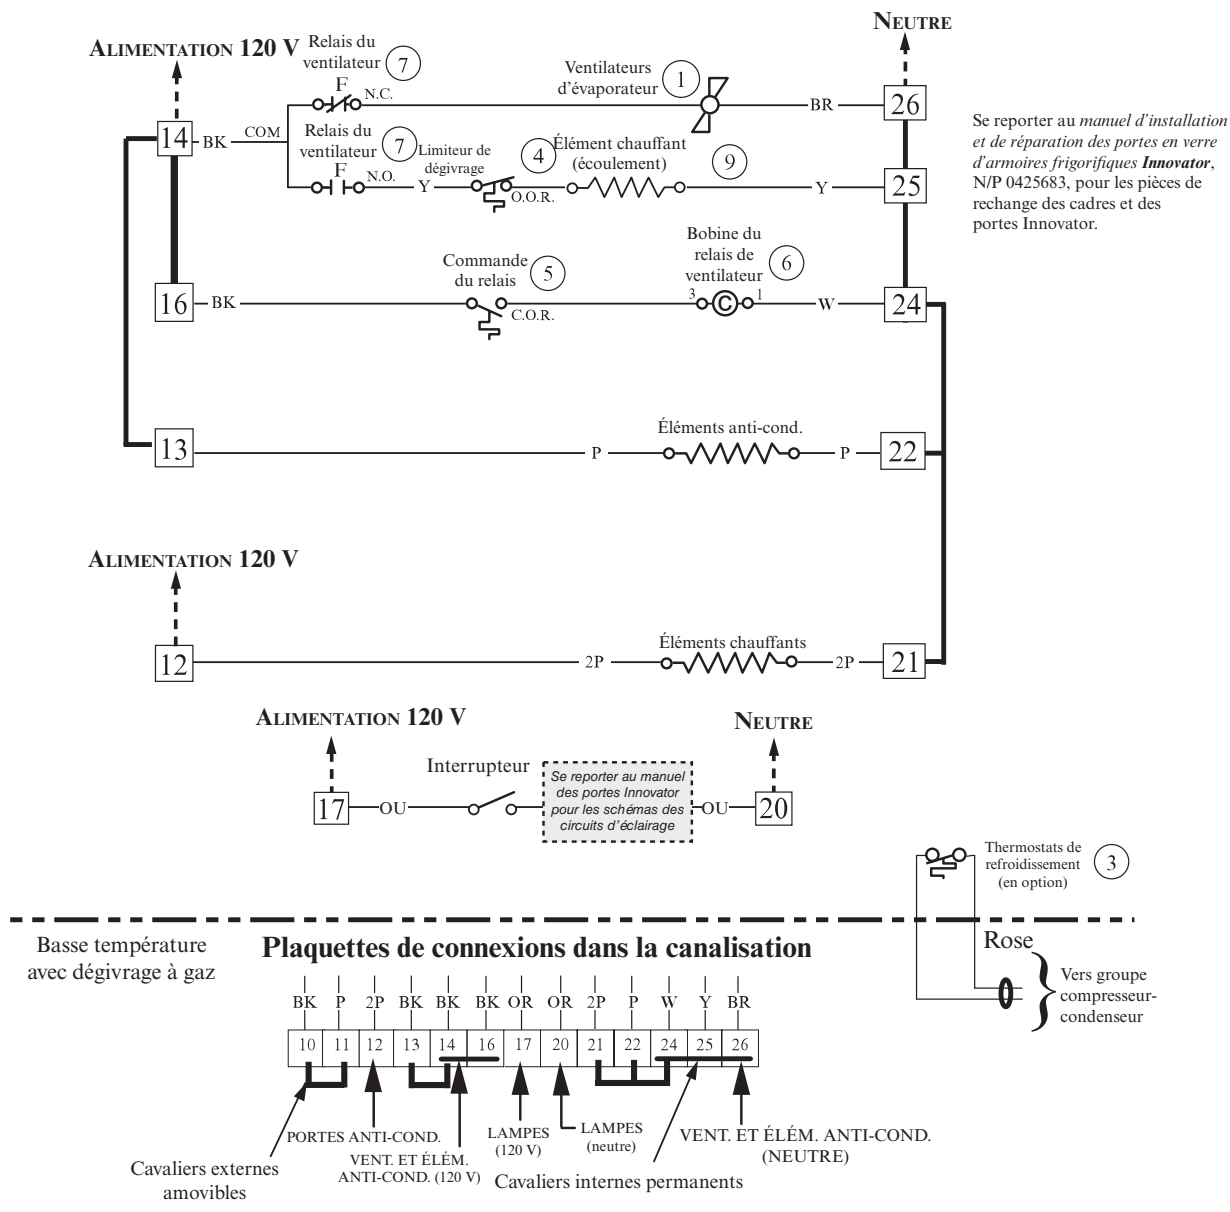 NEUTRE
ALIMENTATION 120 V
Relais du
ventilateur
7
F
N.C.
Ventilateurs
d'évaporateur
1
BR
26
14
BK
COM
Relais du
ventilateur
7
F
N.O.
Y
Limiteur de
dégivrage
4
O.O.R.
Élément chauffant
(écoulement)
9
Y
25
Se reporter au manuel d'installation
et de réparation des portes en verre
d'armoires frigorifiques Innovator,
N/P 0425683, pour les pièces de
rechange des cadres et des
portes Innovator.
16
BK
Commande
du relais
5
C.O.R.
Bobine du
relais de
ventilateur
6
3
C
1
W
24
13
P
Éléments anti-cond.
P
22
ALIMENTATION 120 V
12
2P
Éléments chauffants
2P
21
ALIMENTATION 120 V
NEUTRE
17
OU
Interrupteur
Se reporter au manuel
des portes Innovator
pour les schémas des
circuits d'éclairage
OU
20
Thermostats de
refroidissement
(en option)
3
Rose
Vers groupe
compresseur-
condenseur
Basse température
avec dégivrage à gaz
Plaquettes de connexions dans la canalisation
BK P 2P BK BK BK OR OR 2P P W Y BR
10 11 12 13 14 16 17 20 21 22 24 25 26
PORTES ANTI-COND.
VENT. ET ÉLÉM.
ANTI-COND. (120 V)
LAMPES
(120 V)
LAMPES
(neutre)
VENT. ET ÉLÉM. ANTI-COND.
(NEUTRE)
Cavaliers externes
amovibles
Cavaliers internes permanents